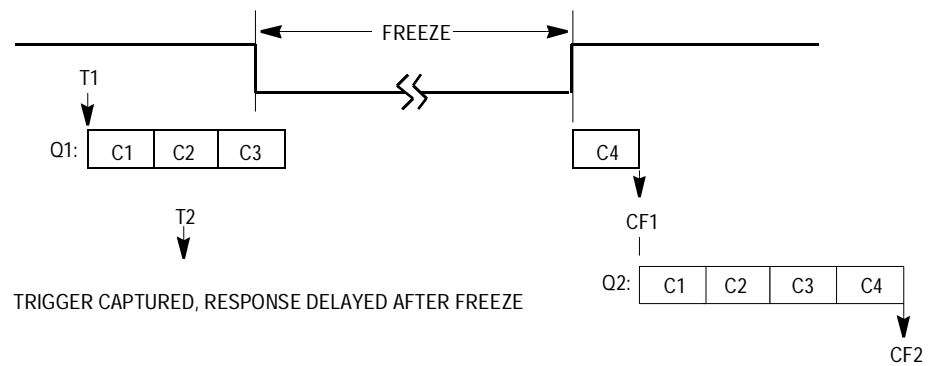 FREEZE
T1
Q1: C1 C2 C3 C4
T2
CF1
Q2: C1 C2 C3 C4
TRIGGER CAPTURED, RESPONSE DELAYED AFTER FREEZE
CF2